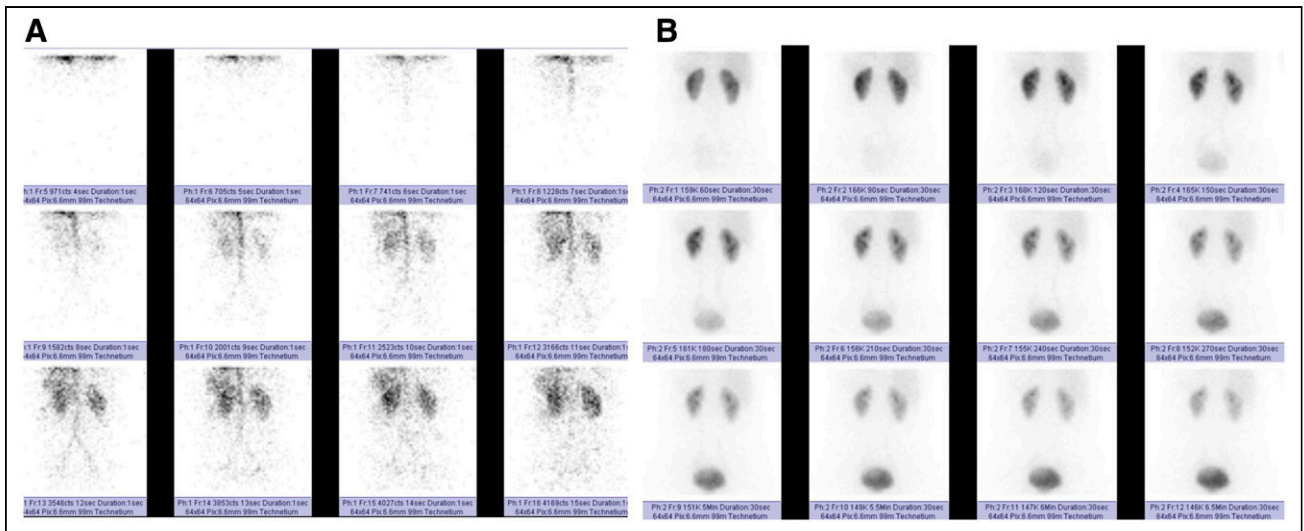 A
B
h:1 Fr:5 971cts 4sec Duration:1sec
4x64 Pix:6.6mm 99m Technetium
Ph:1 Fr:6 705cts 5sec Duration:1sec
64x64 Pix:6.6mm 99m Technetium
Ph:1 Fr:7 741cts 6sec Duration:1sec
64x64 Pix:6.6mm 99m Technetium
Ph:1 Fr:8 1228cts 7sec Duration:1s
64x64 Pix:6.6mm 99m Technetium
:1 Fr:9 1582cts 8sec Duration:1sec
4x64 Pix:6.6mm 99m Technetium
Ph:1 Fr:10 2001cts 9sec Duration:1sec
64x64 Pix:6.6mm 99m Technetium
Ph:1 Fr:11 2523cts 10sec Duration:1sec
64x64 Pix:6.6mm 99m Technetium
Ph:1 Fr:12 3166cts 11sec Duration:1s
64x64 Pix:6.6mm 99m Technetium
1 Fr:13 3546cts 12sec Duration:1sec
4x64 Pix:6.6mm 99m Technetium
Ph:1 Fr:14 3853cts 13sec Duration:1sec
64x64 Pix:6.6mm 99m Technetium
Ph:1 Fr:15 4027cts 14sec Duration:1sec
64x64 Pix:6.6mm 99m Technetium
Ph:1 Fr:16 4189cts 15sec Duration:1s
64x64 Pix:6.6mm 99m Technetium
Ph:2 Fr:1 159K 60sec Duration:30sec
64x64 Pix:6.6mm 99m Technetium
Ph:2 Fr:2 166K 90sec Duration:30sec
64x64 Pix:6.6mm 99m Technetium
Ph:2 Fr:3 168K 120sec Duration:30sec
64x64 Pix:6.6mm 99m Technetium
Ph:2 Fr:4 165K 150sec Duration:30sec
64x64 Pix:6.6mm 99m Technetium
Ph:2 Fr:5 161K 180sec Duration:30sec
64x64 Pix:6.6mm 99m Technetium
Ph:2 Fr:6 158K 210sec Duration:30sec
64x64 Pix:6.6mm 99m Technetium
Ph:2 Fr:7 155K 240sec Duration:30sec
64x64 Pix:6.6mm 99m Technetium
Ph:2 Fr:8 152K 270sec Duration:30sec
64x64 Pix:6.6mm 99m Technetium
Ph:2 Fr:9 151K 5Min Duration:30sec
64x64 Pix:6.6mm 99m Technetium
Ph:2 Fr:10 149K 5.5Min Duration:30sec
64x64 Pix:6.6mm 99m Technetium
Ph:2 Fr:11 147K 6Min Duration:30sec
64x64 Pix:6.6mm 99m Technetium
Ph:2 Fr:12 146K 6.5Min Duration:30sec
64x64 Pix:6.6mm 99m Technetium